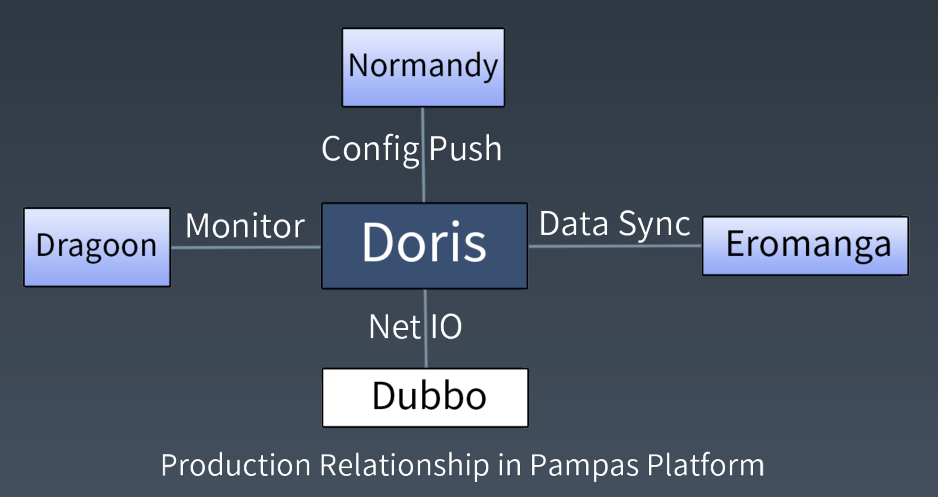 Normandy
Config Push
Dragoon
Monitor
Doris
Data Sync
Eromanga
Net IO
Dubbo
Production Relationship in Pampas Platform